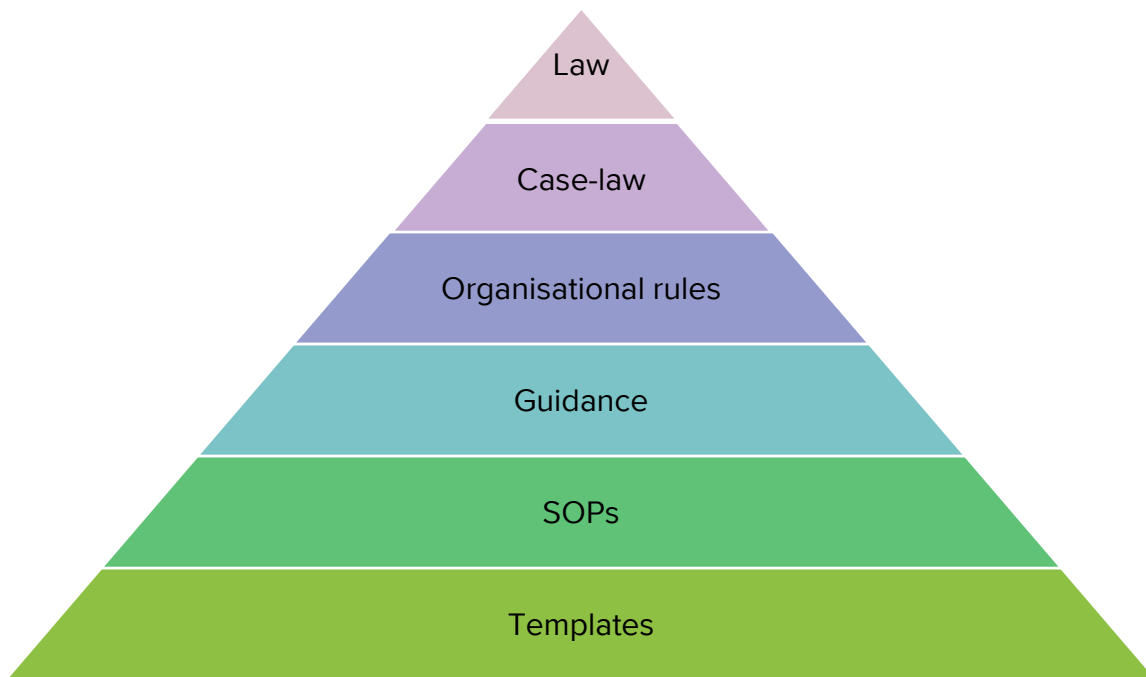 Law
Case-law
Organisational rules
Guidance
SOPs
Templates